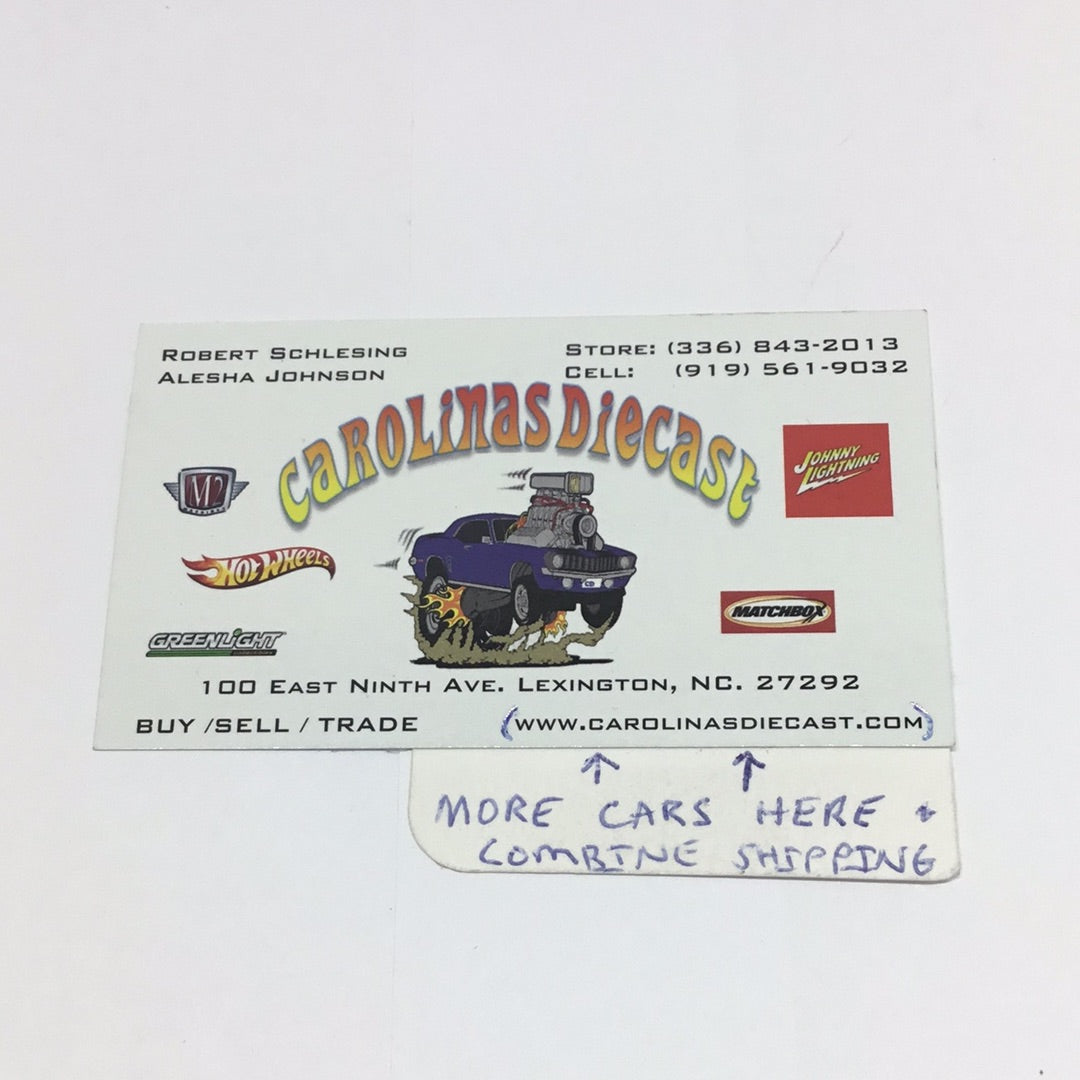 ROBERT SCHLESING
ALESHA JOHNSON
STORE: (336) 843-2013
CELL: (919) 561-9032
CAROLINAS DIECAST
M2
JOHNNY LIGHTNING
HOT WHEELS
CD
MATCHBOX
GREENLIGHT
100 EAST NINTH AVE. LEXINGTON, NC. 27292
BUY /SELL / TRADE
(WWW.CAROLINASDIECAST.COM)
MORE CARS HERE +
COMBINE SHIPPING